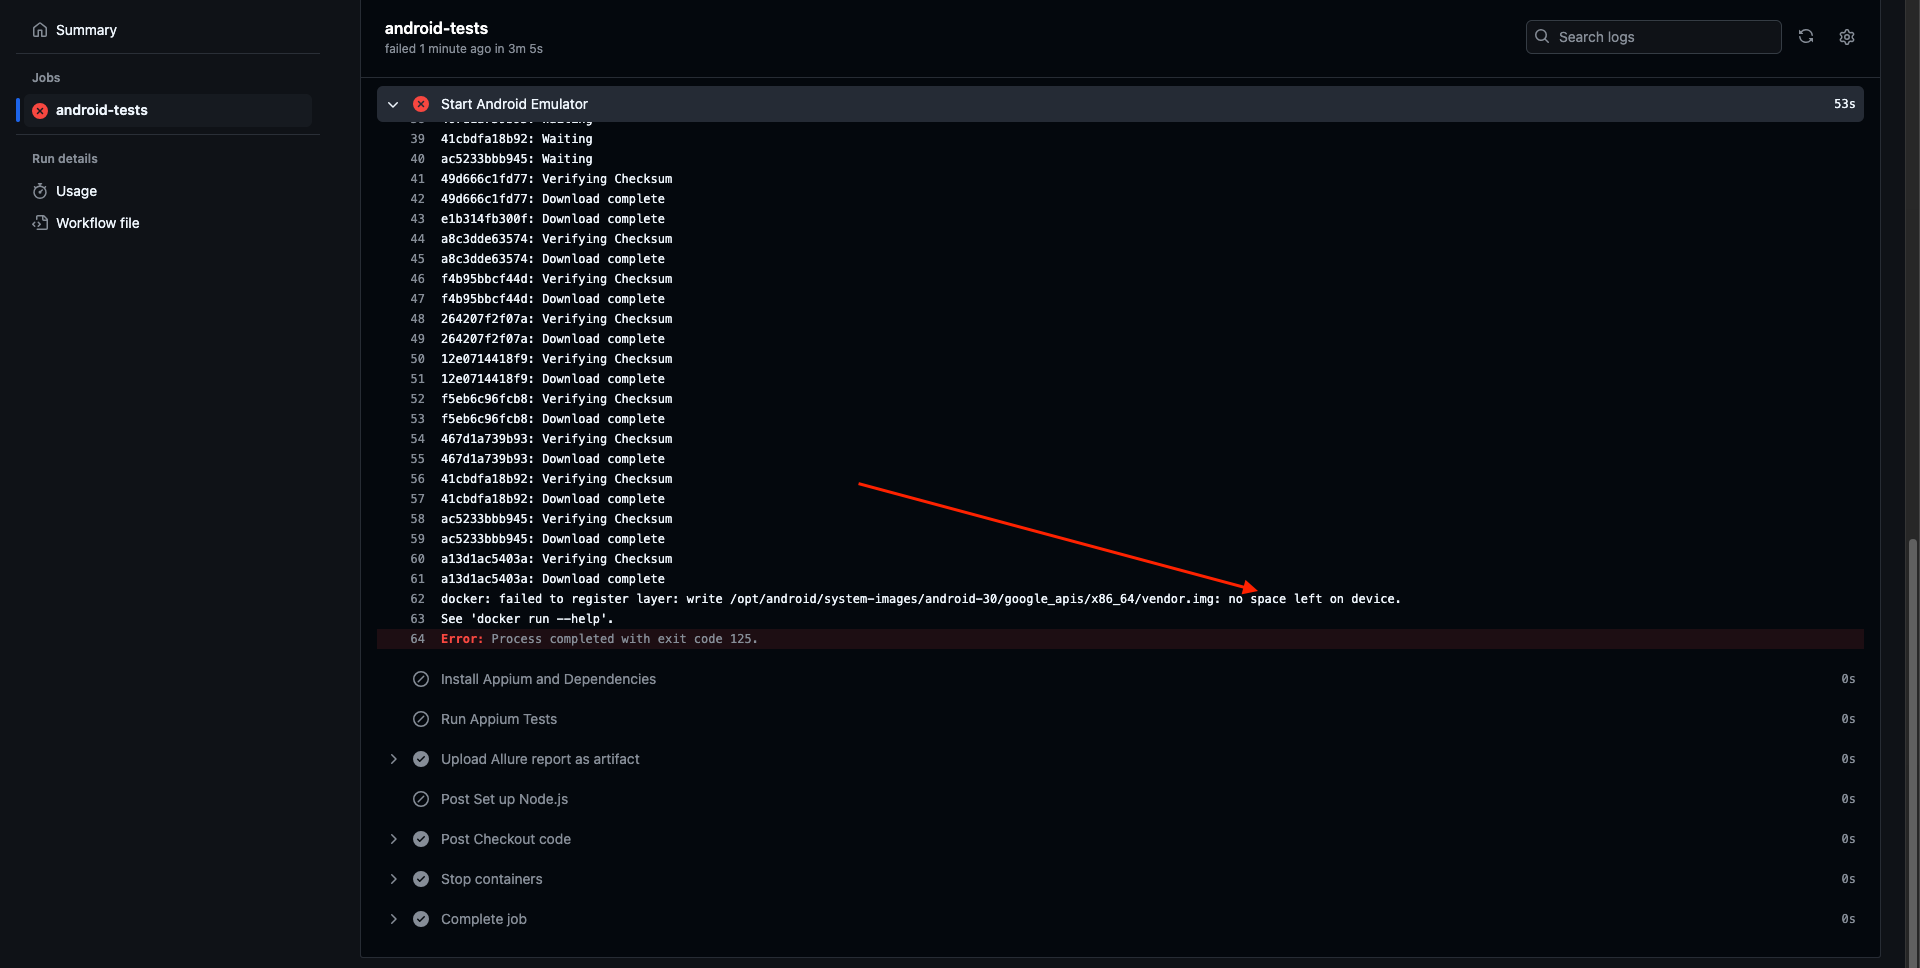 Summary
Jobs
android-tests
Run details
Usage
Workflow file
android-tests
failed 1 minute ago in 3m 5s
Search logs
Start Android Emulator 53s
39 41cbdfa18b92: Waiting
40 ac5233bbb945: Waiting
41 49d666c1fd77: Verifying Checksum
42 49d666c1fd77: Download complete
43 e1b314fb300f: Download complete
44 a8c3dde63574: Verifying Checksum
45 a8c3dde63574: Download complete
46 f4b95bbcf44d: Verifying Checksum
47 f4b95bbcf44d: Download complete
48 264207f2f07a: Verifying Checksum
49 264207f2f07a: Download complete
50 12e0714418f9: Verifying Checksum
51 12e0714418f9: Download complete
52 f5eb6c96fcb8: Verifying Checksum
53 f5eb6c96fcb8: Download complete
54 467d1a739b93: Verifying Checksum
55 467d1a739b93: Download complete
56 41cbdfa18b92: Verifying Checksum
57 41cbdfa18b92: Download complete
58 ac5233bbb945: Verifying Checksum
59 ac5233bbb945: Download complete
60 a13d1ac5403a: Verifying Checksum
61 a13d1ac5403a: Download complete
62 docker: failed to register layer: write /opt/android/system-images/android-30/google_apis/x86_64/vendor.img: no space left on device.
63 See 'docker run --help'.
64 Error: Process completed with exit code 125.
Install Appium and Dependencies 0s
Run Appium Tests 0s
Upload Allure report as artifact 0s
Post Set up Node.js 0s
Post Checkout code 0s
Stop containers 0s
Complete job 0s